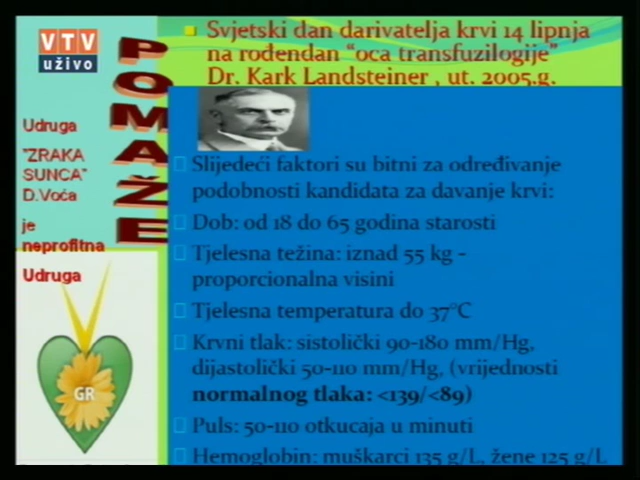 VTV
uživo
POMAŽE
Udruga
"ZRAKA
SUNCA"
D.Voća
je
neprofitna
Udruga
GR
Svjetski dan darivatelja krvi 14 lipnja
na rođendan “oca transfuzilogije”
Dr. Kark Landsteiner , ut. 2005.g.
Slijedeći faktori su bitni za određivanje
podobnosti kandidata za davanje krvi:
Dob: od 18 do 65 godina starosti
Tjelesna težina: iznad 55 kg -
proporcionalna visini
Tjelesna temperatura do 37°C
Krvni tlak: sistolički 90-180 mm/Hg,
dijastolički 50-110 mm/Hg, (vrijednosti
normalnog tlaka: <139/<89)
Puls: 50-110 otkucaja u minuti
Hemoglobin: muškarci 135 g/L, žene 125 g/L